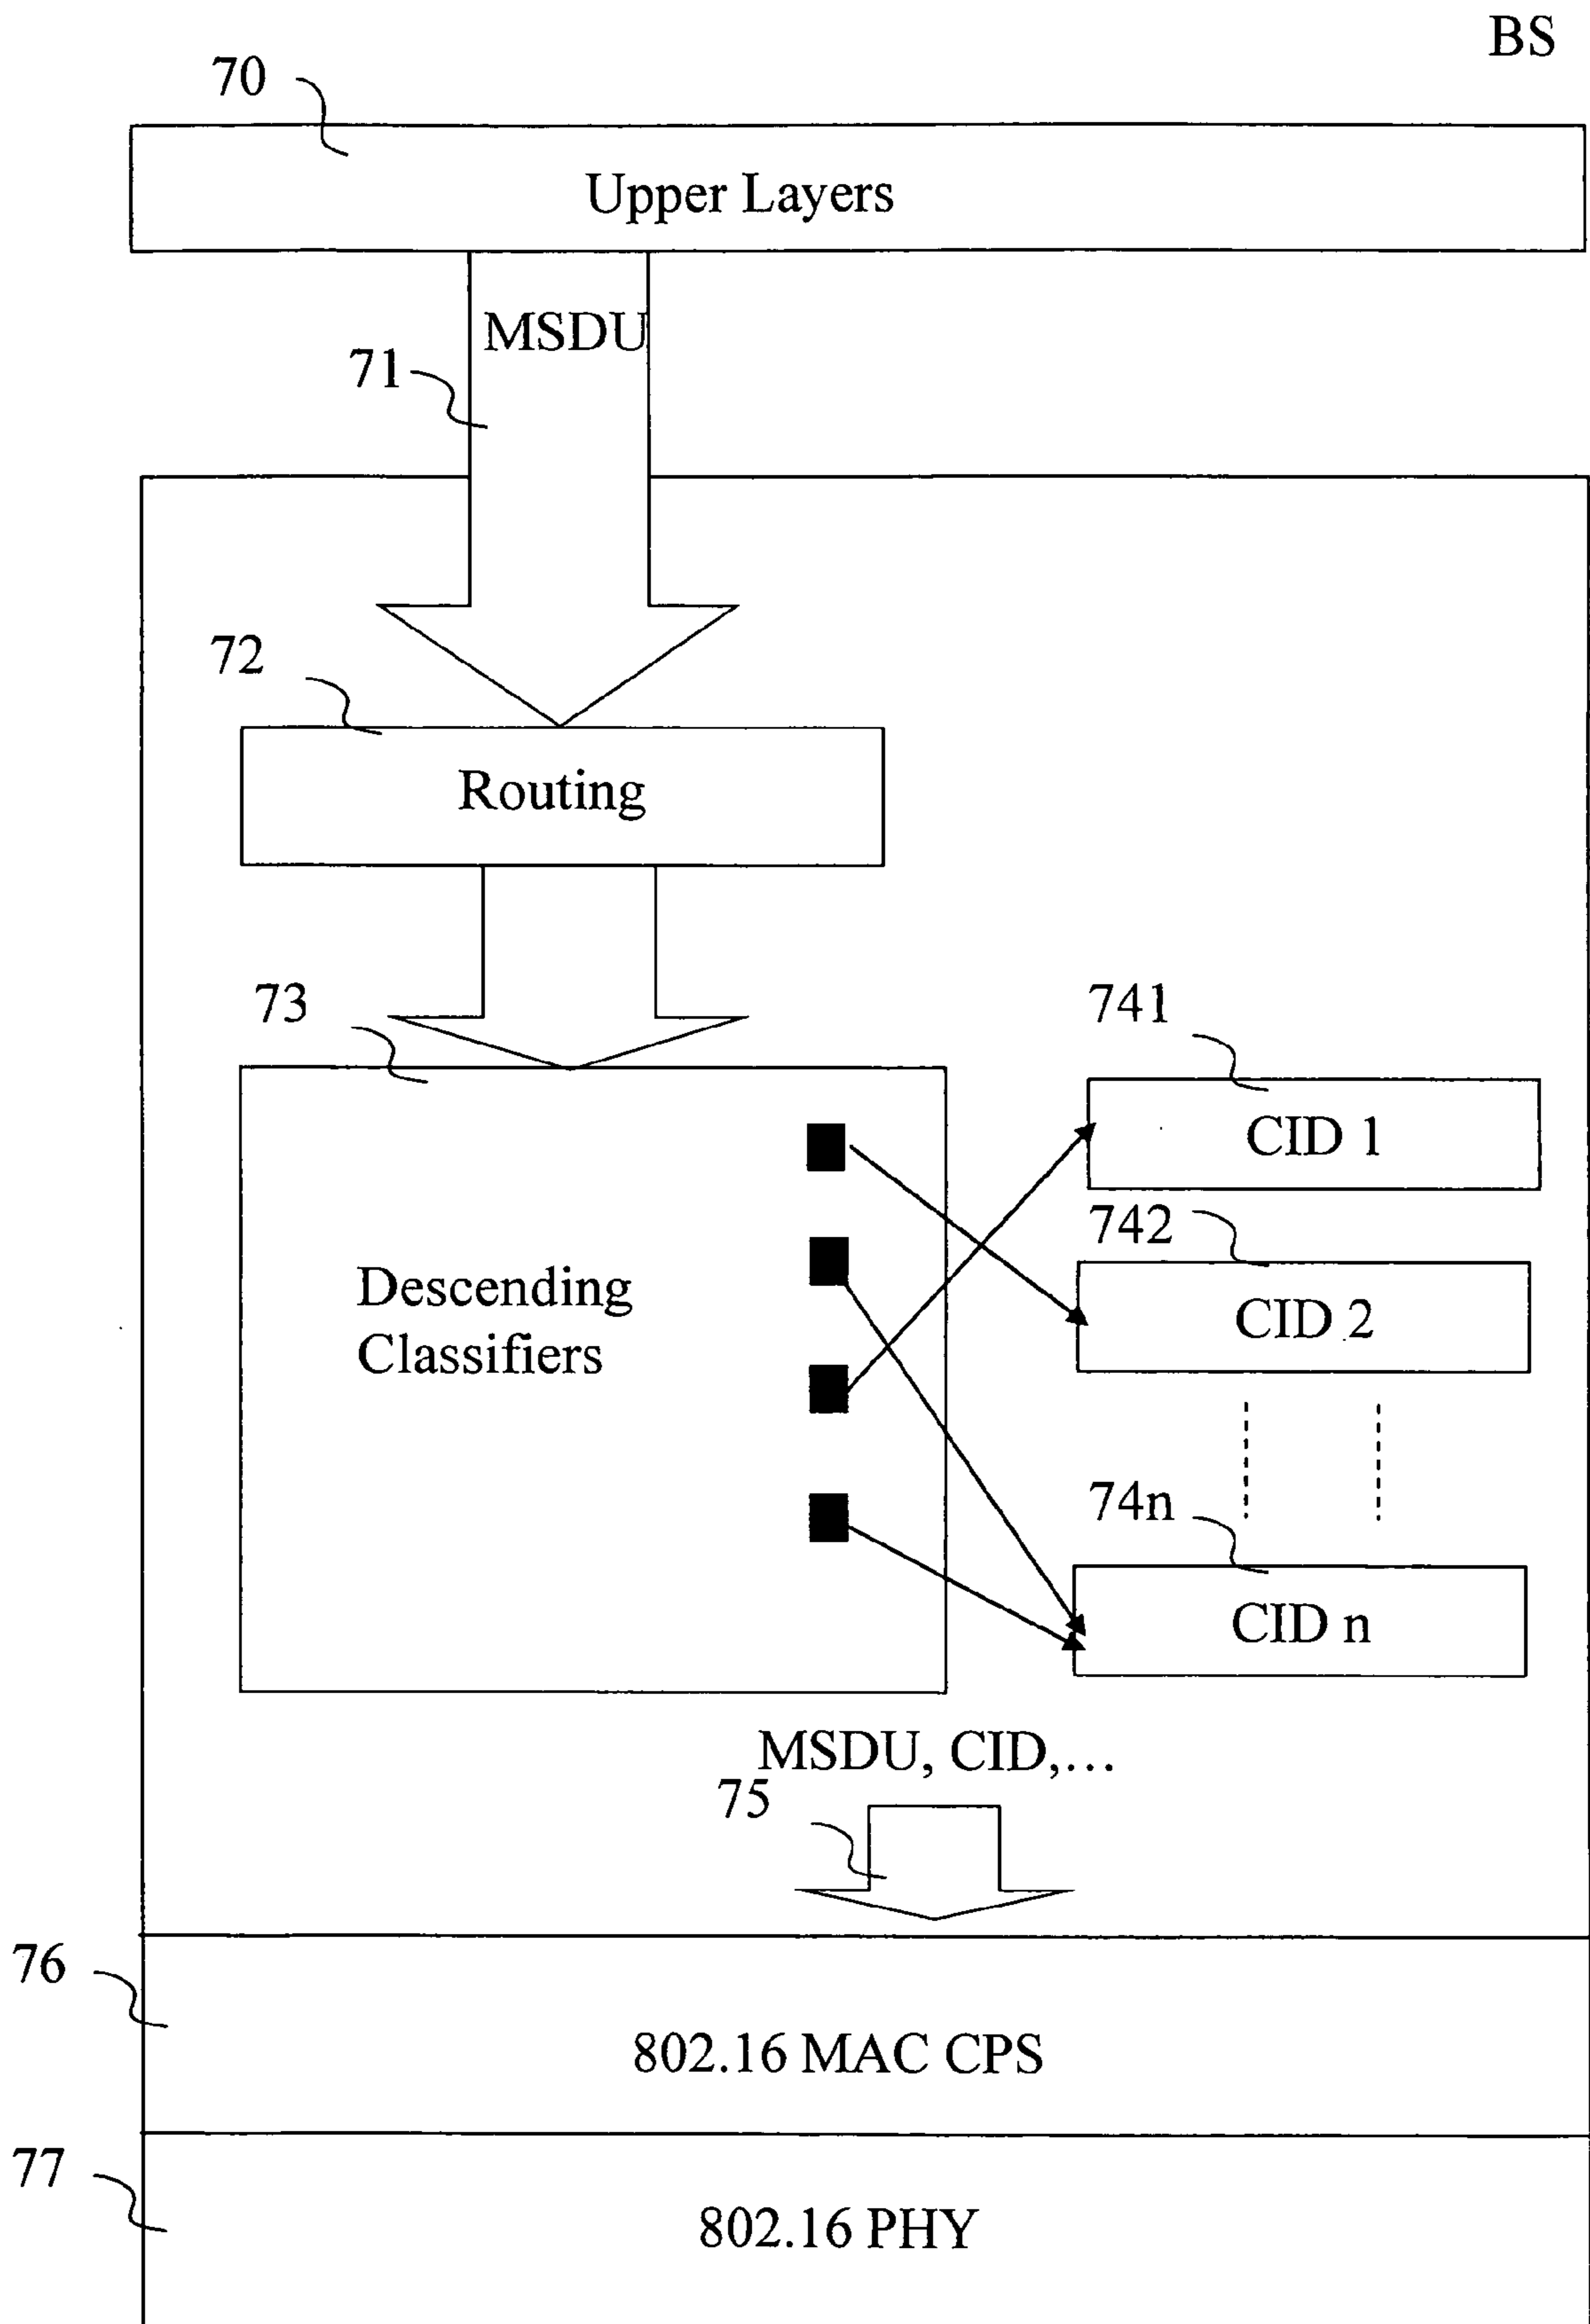 BS
70
Upper Layers
MSDU
71
72
Routing
73
741
CID 1
742
Descending
Classifiers
CID 2
74n
CID n
MSDU, CID,...
75
76
802.16 MAC CPS
77
802.16 PHY